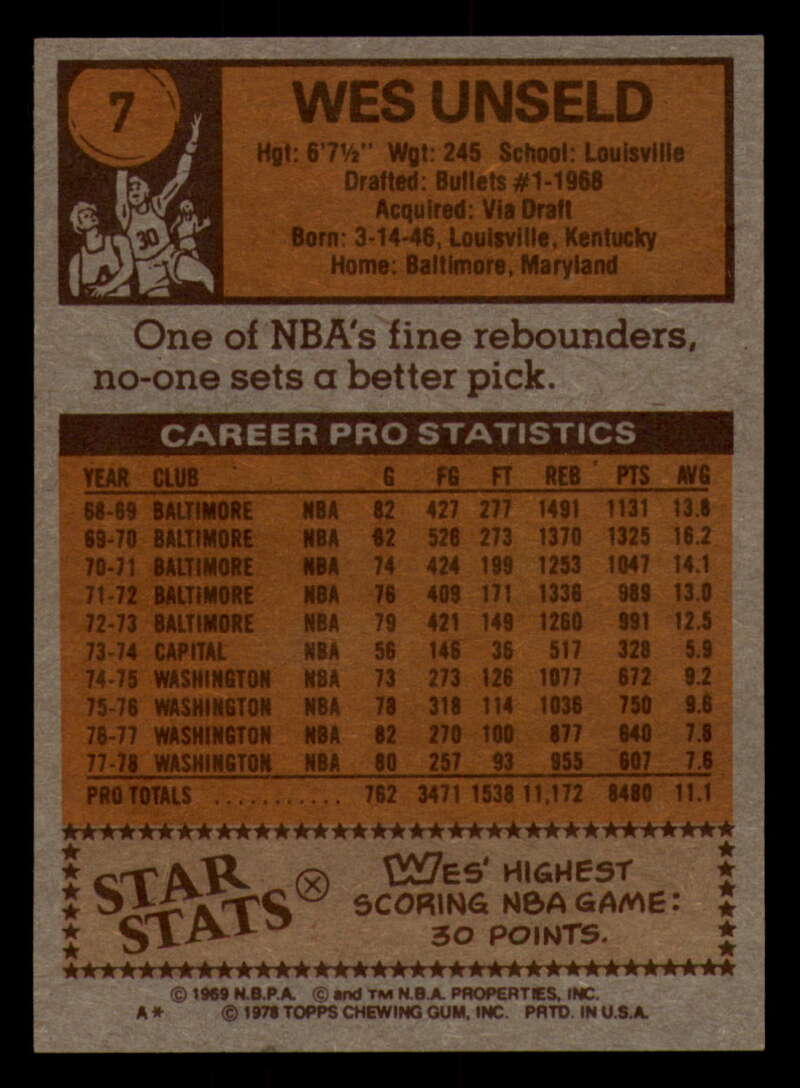 7
30
WES UNSELD
Hgt: 6'7½" Wgt: 245 School: Louisville
Drafted: Bullets #1-1968
Acquired: Via Draft
Born: 3-14-46, Louisville, Kentucky
Home: Baltimore, Maryland
One of NBA's fine rebounders,
no-one sets a better pick.
CAREER PRO STATISTICS
YEAR CLUB G FG FT REB PTS AVG
68-69 BALTIMORE NBA 82 427 277 1491 1131 13.8
69-70 BALTIMORE NBA 82 526 273 1370 1325 16.2
70-71 BALTIMORE NBA 74 424 199 1253 1047 14.1
71-72 BALTIMORE NBA 76 409 171 1336 989 13.0
72-73 BALTIMORE NBA 79 421 149 1260 991 12.5
73-74 CAPITAL NBA 56 146 36 517 328 5.9
74-75 WASHINGTON NBA 73 273 126 1077 672 9.2
75-76 WASHINGTON NBA 78 318 114 1036 750 9.6
76-77 WASHINGTON NBA 82 270 100 877 640 7.8
77-78 WASHINGTON NBA 80 257 93 955 607 7.6
PRO TOTALS ........... 762 3471 1538 11,172 8480 11.1
STAR STATS
WES' HIGHEST
SCORING NBA GAME:
30 POINTS.
© 1969 N.B.P.A. © and TM N.B.A. PROPERTIES, INC.
A* © 1978 TOPPS CHEWING GUM, INC. PRTD. IN U.S.A.